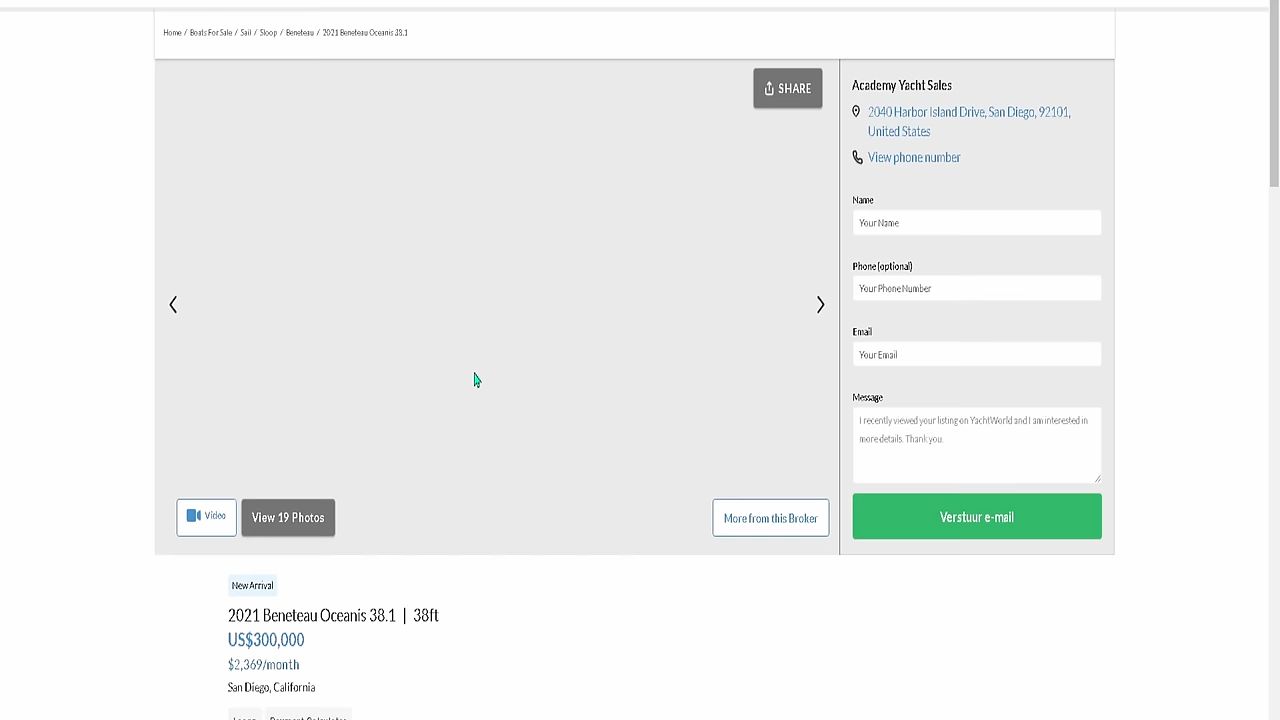 Home / Boats For Sale / Sail / Sloop / Beneteau / 2021 Beneteau Oceanis 38.1
SHARE
Video
View 19 Photos
More from this Broker
Academy Yacht Sales
2040 Harbor Island Drive, San Diego, 92101,
United States
View phone number
Name
Your Name
Phone (optional)
Your Phone Number
Email
Your Email
Message
I recently viewed your listing on YachtWorld and I am interested in
more details. Thank you.
Verstuur e-mail
New Arrival
2021 Beneteau Oceanis 38.1 | 38ft
US$300,000
$2,369/month
San Diego, California
Payment Calculator